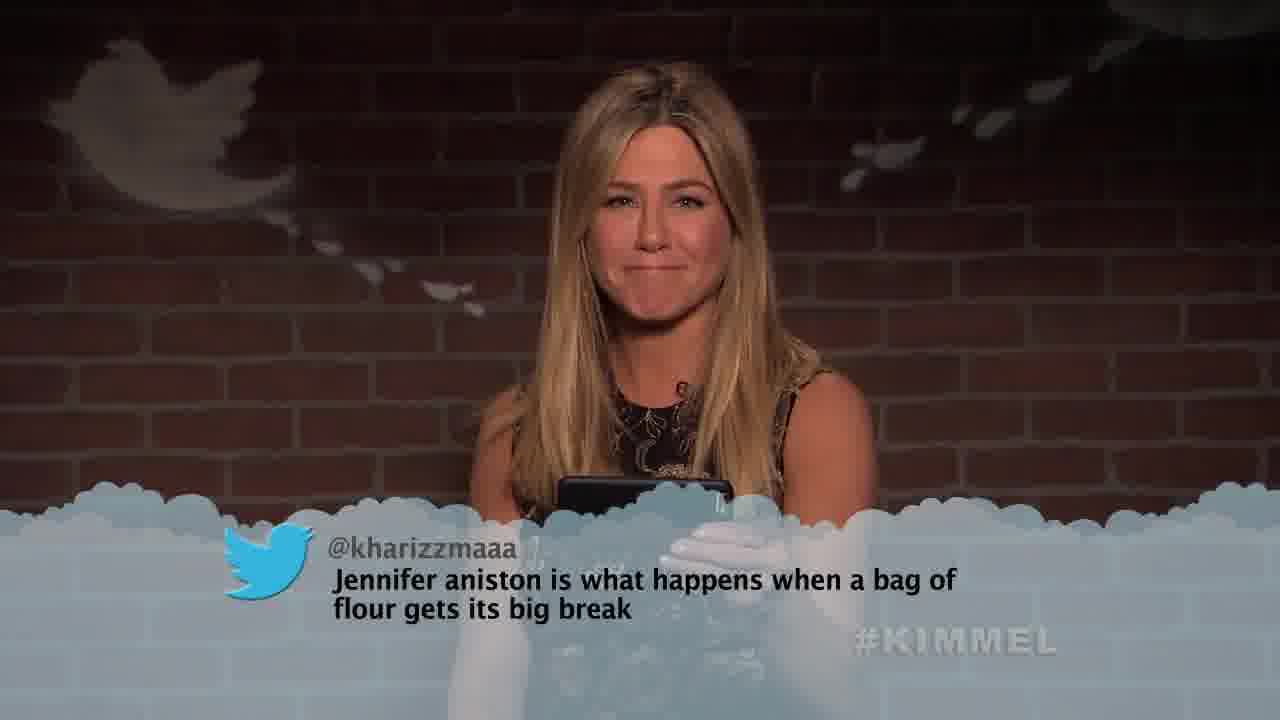 @kharizzmaaa
Jennifer aniston is what happens when a bag of
flour gets its big break
#KIMMEL